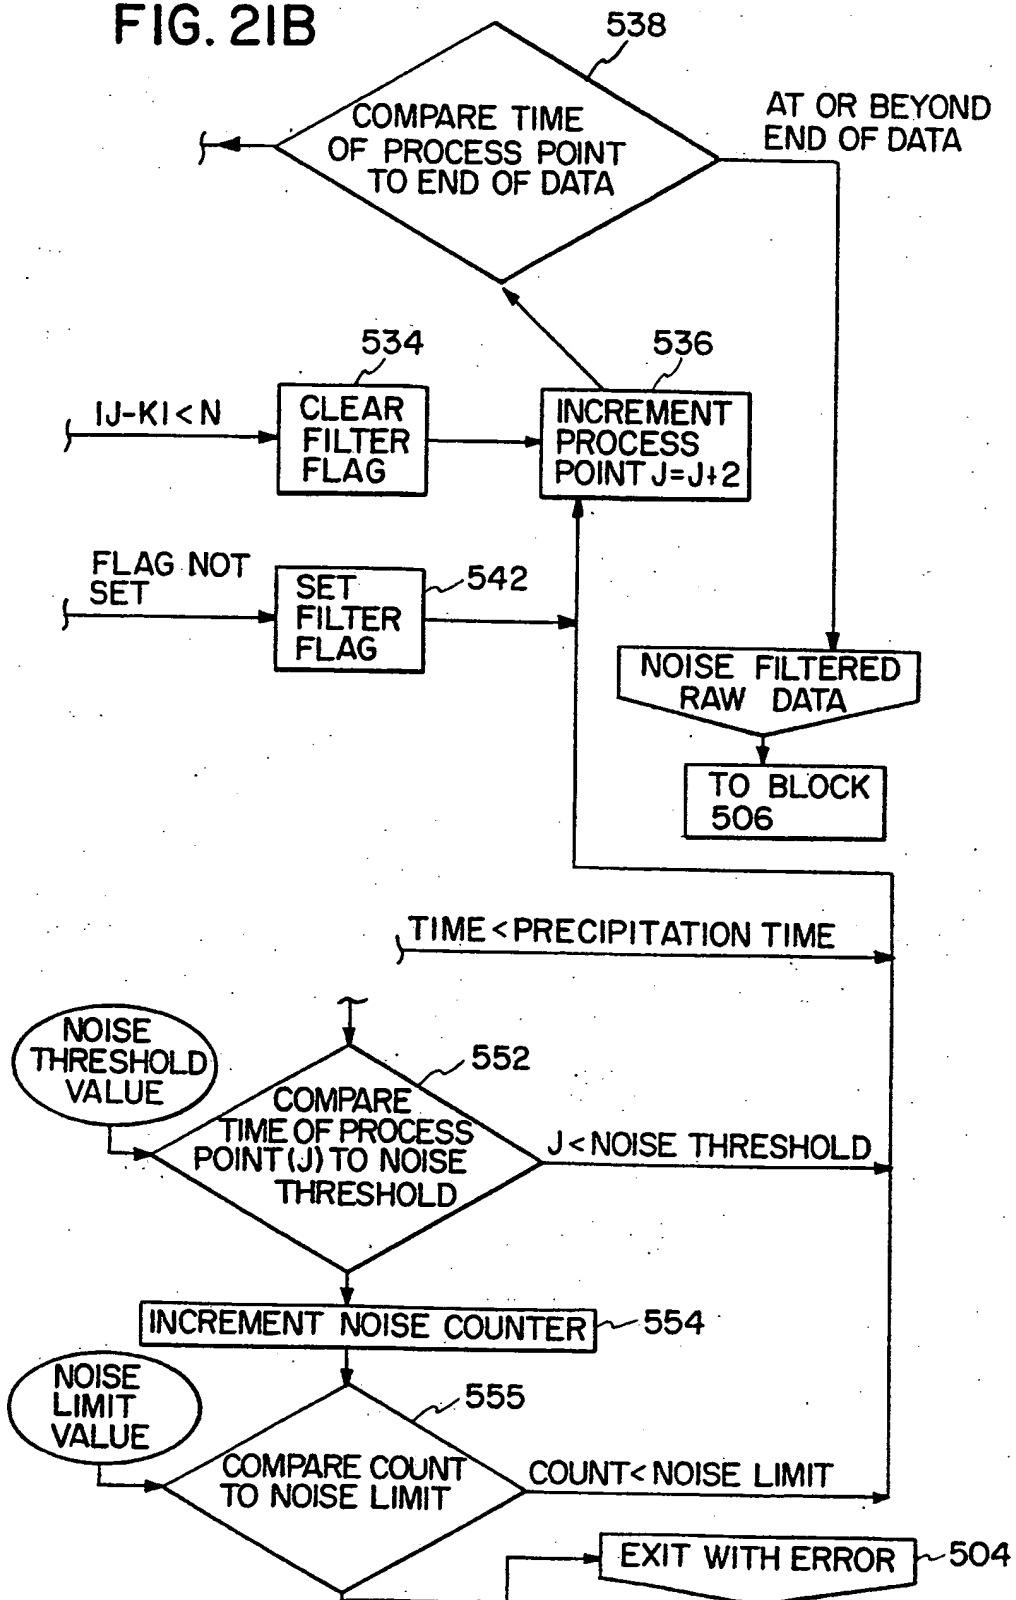 FIG. 21B
538
COMPARE TIME
OF PROCESS POINT
TO END OF DATA
AT OR BEYOND
END OF DATA
534
536
|J-K|<N
CLEAR
FILTER
FLAG
INCREMENT
PROCESS
POINT J=J+2
FLAG NOT
SET
SET
FILTER
FLAG
542
NOISE FILTERED
RAW DATA
TO BLOCK
506
TIME<PRECIPITATION TIME
NOISE
THRESHOLD
VALUE
552
COMPARE
TIME OF PROCESS
POINT (J) TO NOISE
THRESHOLD
J<NOISE THRESHOLD
INCREMENT NOISE COUNTER
554
NOISE
LIMIT
VALUE
555
COMPARE COUNT
TO NOISE LIMIT
COUNT<NOISE LIMIT
EXIT WITH ERROR
504